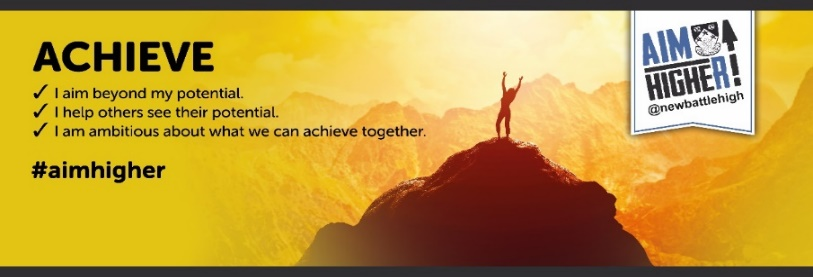 ACHIEVE
✓ I aim beyond my potential.
✓ I help others see their potential.
✓ I am ambitious about what we can achieve together.
#aimhigher
AIM
HIGHER!
@newbattlehigh